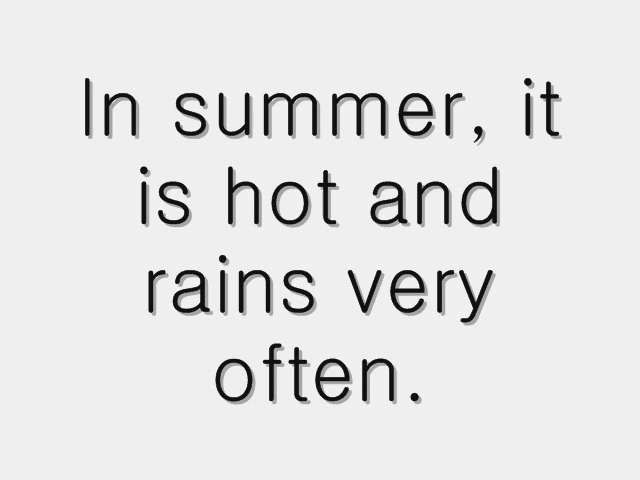 In summer, it
is hot and
rains very
often.